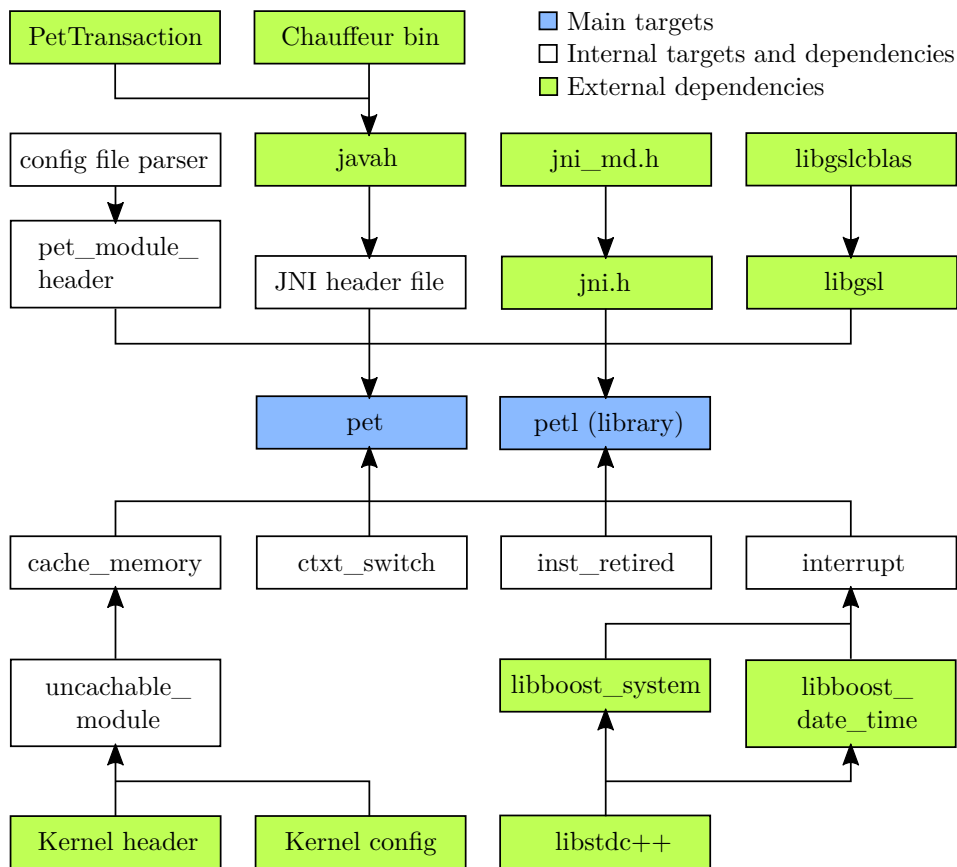 PetTransaction
Chauffeur bin
Main targets
Internal targets and dependencies
External dependencies
config file parser
javah
jni_md.h
libgslcblas
pet_module_
header
JNI header file
jni.h
libgsl
pet
petl (library)
cache_memory
ctxt_switch
inst_retired
interrupt
uncachable_
module
libboost_system
libboost_
date_time
Kernel header
Kernel config
libstdc++